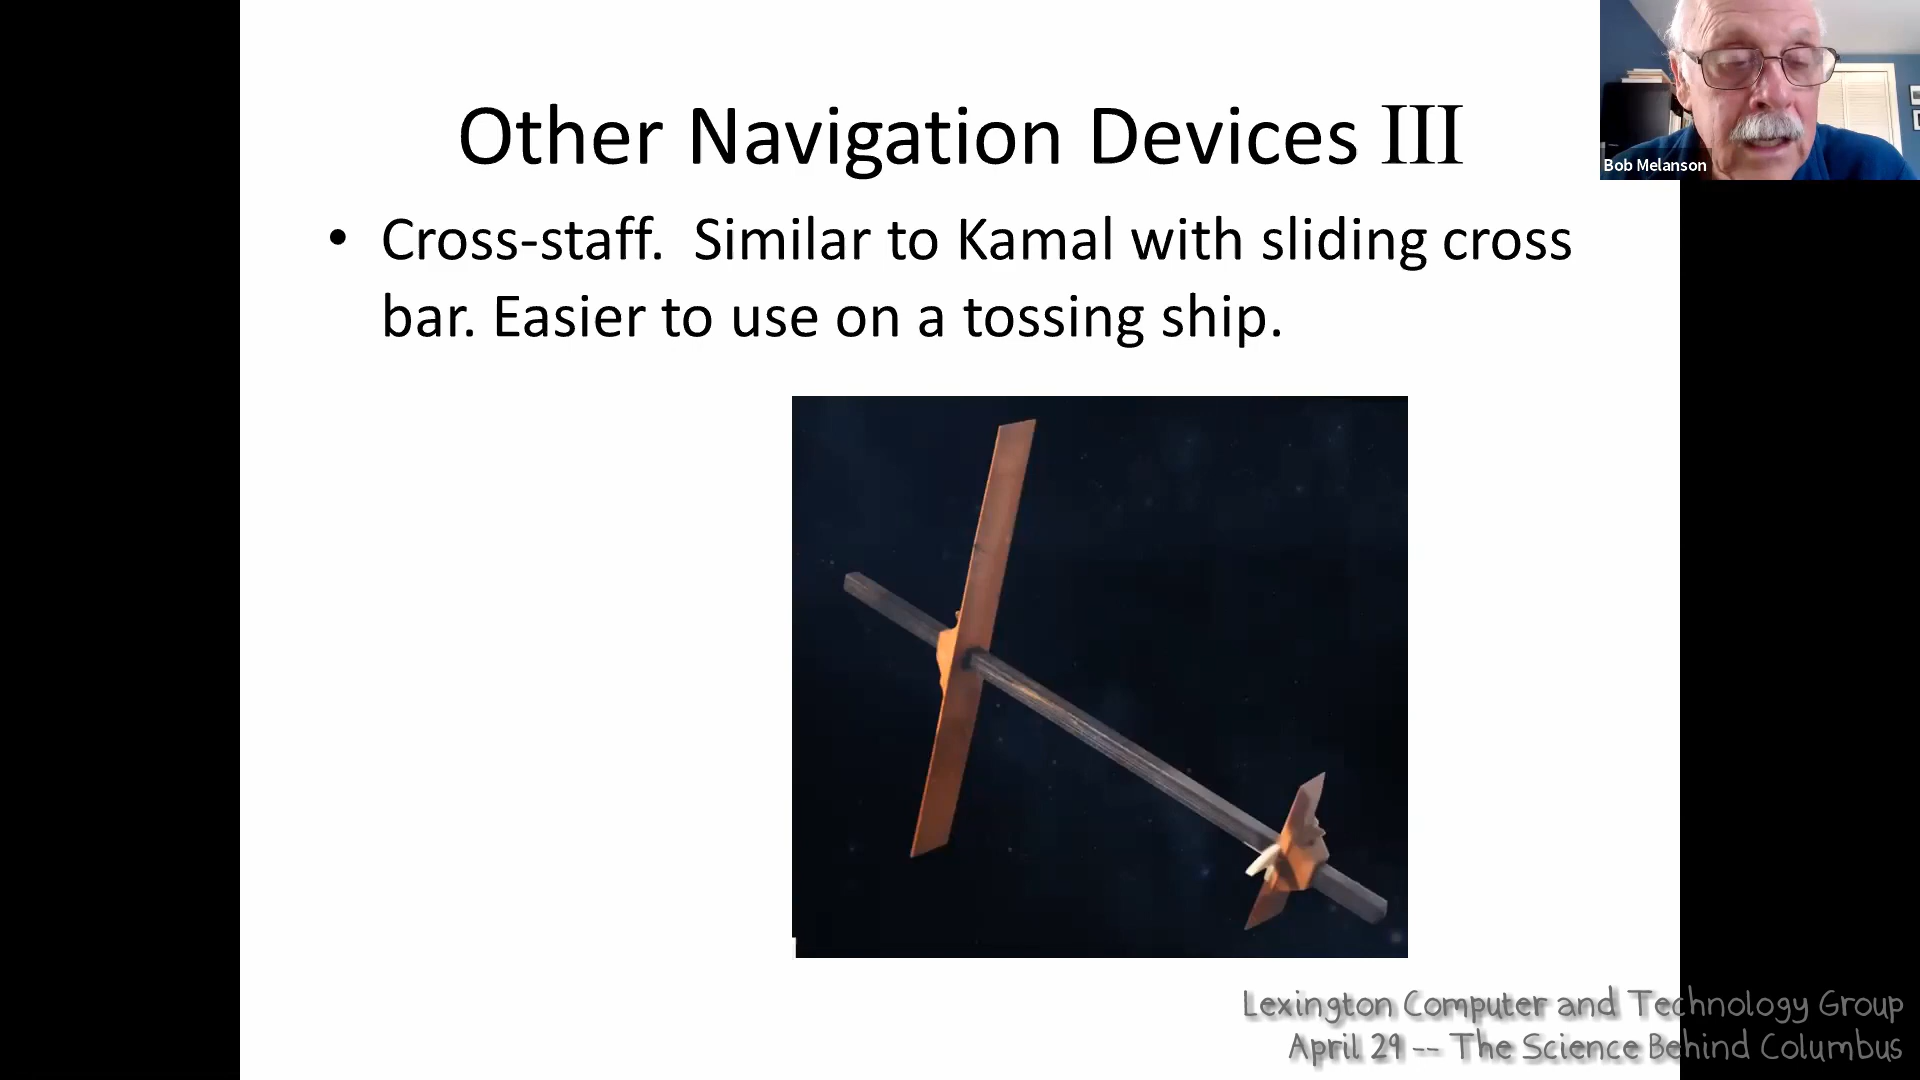 Other Navigation Devices III
Bob Melanson
• Cross-staff.  Similar to Kamal with sliding cross
bar. Easier to use on a tossing ship.
Lexington Computer and Technology Group
April 29 -- The Science Behind Columbus